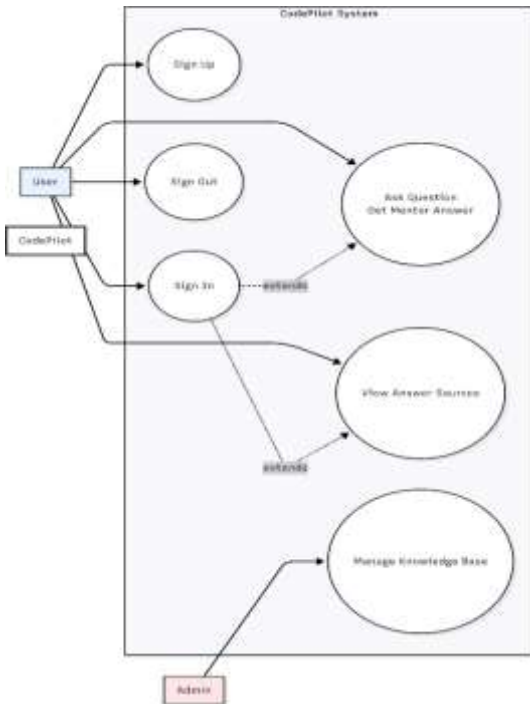 CodePilot System
Sign Up
User
Sign Out
Ask Question
Get Mentor Answer
CodePilot
Sign In
extends
View Answer Sources
extends
Manage Knowledge Base
Admin